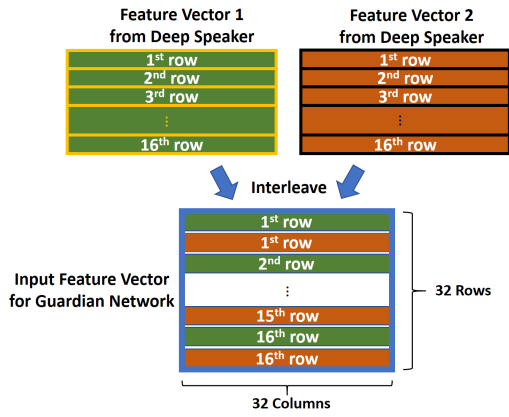 Feature Vector 1
from Deep Speaker
1st row
2nd row
3rd row
⋮
16th row
Feature Vector 2
from Deep Speaker
1st row
2nd row
3rd row
⋮
16th row
Interleave
Input Feature Vector
for Guardian Network
1st row
1st row
2nd row
⋮
15th row
16th row
16th row
32 Rows
32 Columns